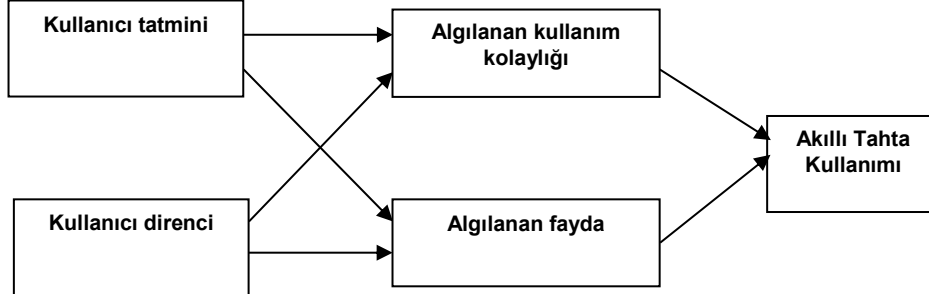 Kullanıcı tatmini
Algılanan kullanım
kolaylığı
Akıllı Tahta
Kullanımı
Kullanıcı direnci
Algılanan fayda